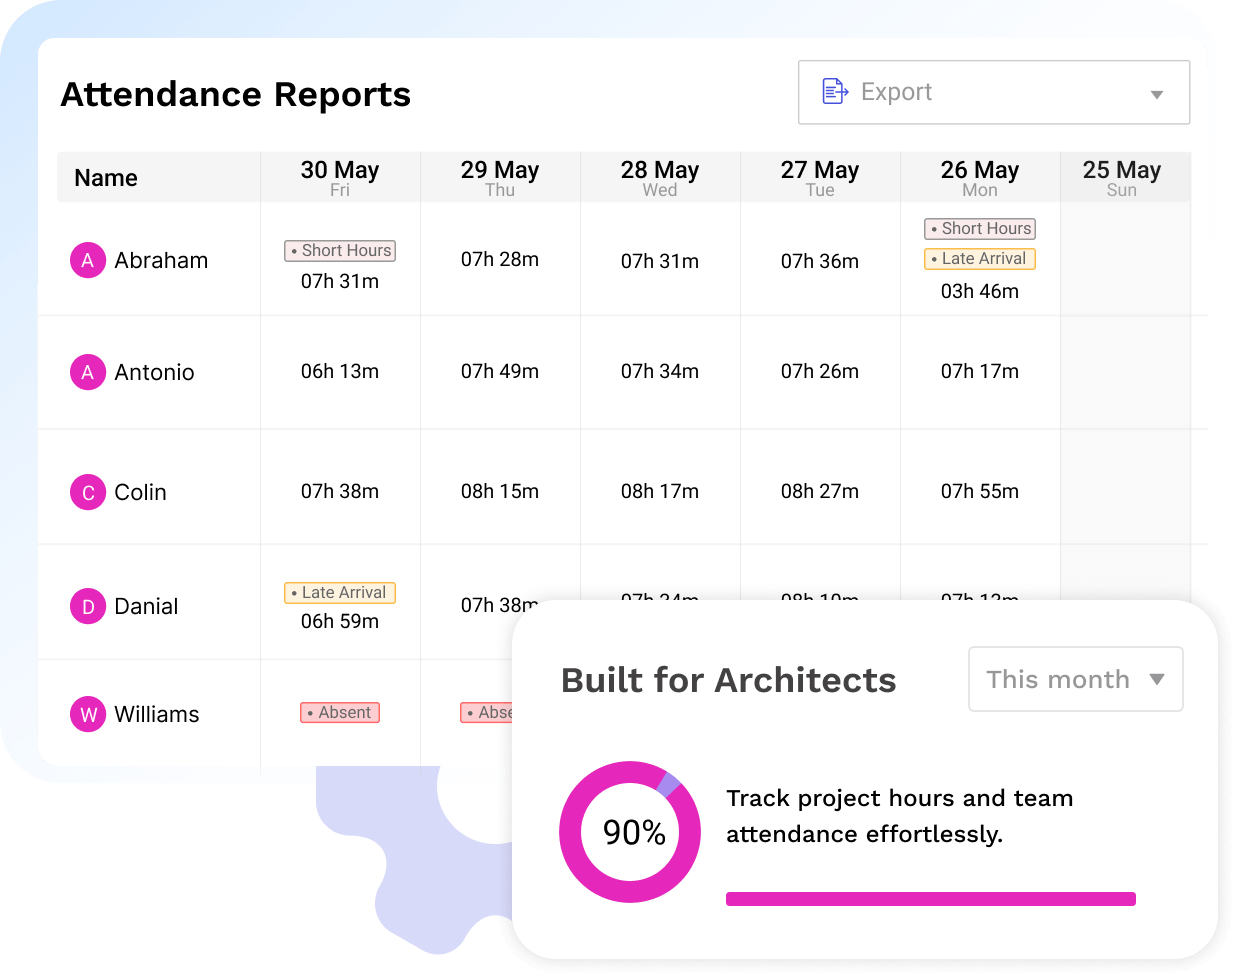 Attendance Reports
Export
Name
30 May
Fri
29 May
Thu
28 May
Wed
27 May
Tue
26 May
Mon
25 May
Sun
A Abraham
• Short Hours
07h 31m
07h 28m
07h 31m
07h 36m
• Short Hours
• Late Arrival
03h 46m
A Antonio
06h 13m
07h 49m
07h 34m
07h 26m
07h 17m
C Colin
07h 38m
08h 15m
08h 17m
08h 27m
07h 55m
D Danial
• Late Arrival
06h 59m
07h 38m
W Williams
• Absent
• Abse
Built for Architects
This month
90%
Track project hours and team
attendance effortlessly.